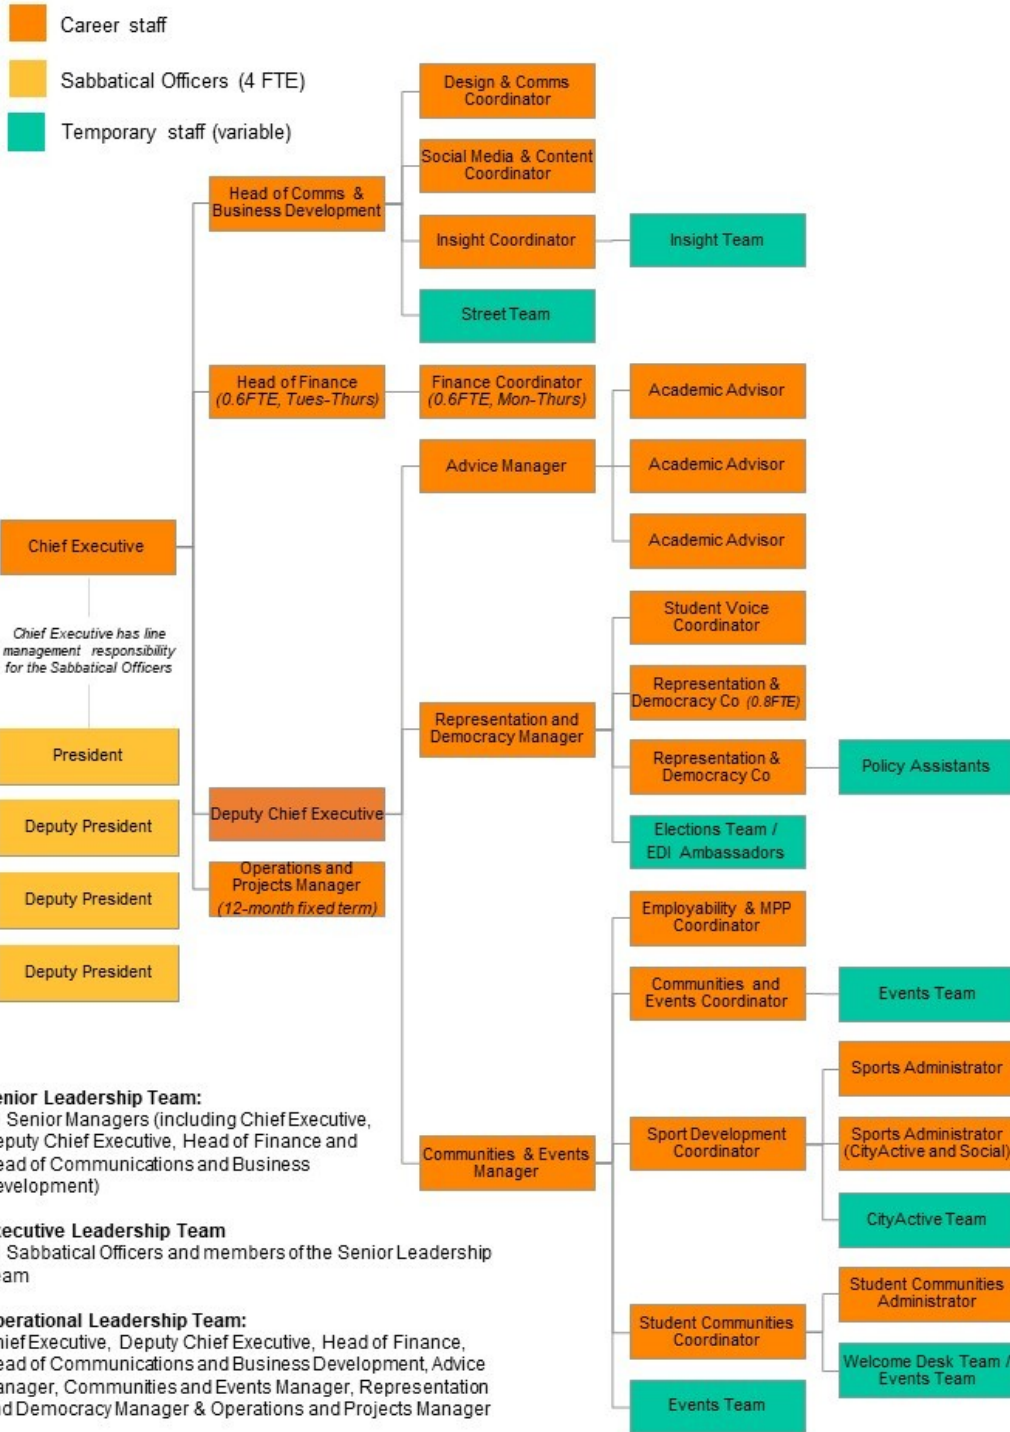 Career staff
Sabbatical Officers (4 FTE)
Temporary staff (variable)
Design & Comms
Coordinator
Social Media & Content
Coordinator
Head of Comms &
Business Development
Insight Coordinator
Insight Team
Street Team
Head of Finance
(0.6FTE, Tues-Thurs)
Finance Coordinator
(0.6FTE, Mon-Thurs)
Academic Advisor
Advice Manager
Academic Advisor
Academic Advisor
Chief Executive
Chief Executive has line
management responsibility
for the Sabbatical Officers
Student Voice
Coordinator
Representation &
Democracy Co (0.8FTE)
Representation and
Democracy Manager
President
Representation &
Democracy Co
Policy Assistants
Deputy Chief Executive
Deputy President
Elections Team /
EDI Ambassadors
Operations and
Projects Manager
(12-month fixed term)
Deputy President
Employability & MPP
Coordinator
Deputy President
Communities and
Events Coordinator
Events Team
Sports Administrator
Communities & Events
Manager
Sport Development
Coordinator
Sports Administrator
(CityActive and Social)
CityActive Team
Student Communities
Administrator
Student Communities
Coordinator
Welcome Desk Team /
Events Team
Events Team
enior Leadership Team:
Senior Managers (including Chief Executive,
eputy Chief Executive, Head of Finance and
ead of Communications and Business
evelopment)
xecutive Leadership Team
Sabbatical Officers and members of the Senior Leadership
eam
perational Leadership Team:
hief Executive, Deputy Chief Executive, Head of Finance,
ead of Communications and Business Development, Advice
anager, Communities and Events Manager, Representation
nd Democracy Manager & Operations and Projects Manager